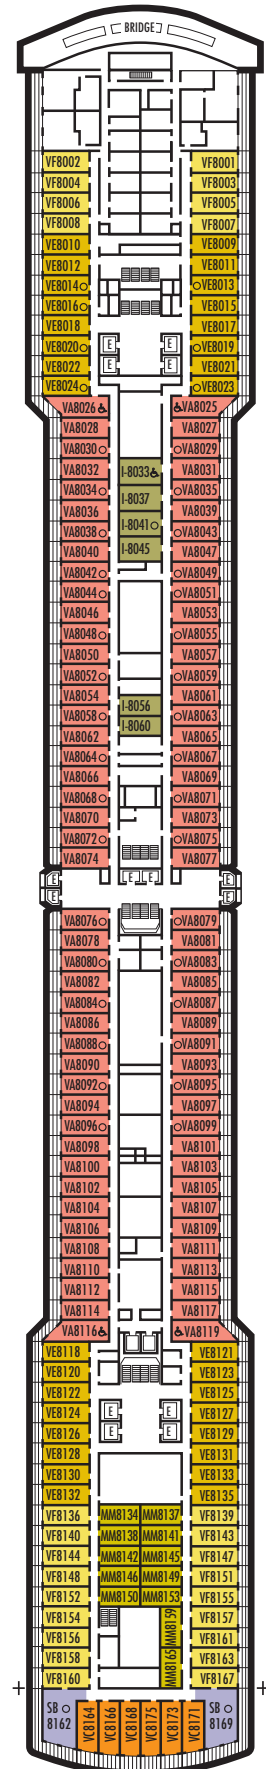 BRIDGE
VF8002 VF8001
VF8004 VF8003
VF8006 VF8005
VF8008 VF8007
VE8010 VE8009
VE8012 VE8011
VE8014 VE8013
VE8016 VE8015
VE8018 VE8017
E E
VE8020 VE8019
VE8022 E E VE8021
VE8024 VE8023
VA8026 VA8025
VA8028 VA8027
VA8030 VA8029
VA8032 I-8033 VA8031
VA8034 I-8037 VA8035
VA8036 VA8039
VA8038 I-8041 VA8043
VA8040 I-8045 VA8047
VA8042 VA8049
VA8044 VA8051
VA8046 VA8053
VA8048 VA8055
VA8050 VA8057
VA8052 VA8059
VA8054 I-8056 VA8061
VA8058 I-8060 VA8063
VA8062 VA8065
VA8064 VA8067
VA8066 VA8069
VA8068 VA8071
VA8070 VA8073
VA8072 VA8075
VA8074 VA8077
E E E E
E E
VA8076 VA8079
VA8078 VA8081
VA8080 VA8083
VA8082 VA8085
VA8084 VA8087
VA8086 VA8089
VA8088 VA8091
VA8090 VA8093
VA8092 VA8095
VA8094 VA8097
VA8096 VA8099
VA8098 VA8101
VA8100 VA8103
VA8102 VA8105
VA8104 VA8107
VA8106 VA8109
VA8108 VA8111
VA8110 VA8113
VA8112 VA8115
VA8114 VA8117
VA8116 VA8119
VE8118 VE8121
VE8120 VE8123
VE8122 VE8125
VE8124 E E VE8127
VE8126 E E VE8129
VE8128 VE8131
VE8130 VE8133
VE8132 VE8135
VF8136 MM8134 MM8137 VF8139
VF8140 MM8138 MM8141 VF8143
VF8144 MM8142 MM8145 VF8147
VF8148 MM8146 MM8149 VF8151
VF8152 MM8150 MM8153 VF8155
VF8154 MM8159 VF8157
VF8156 VF8161
VF8158 MM8165 VF8163
VF8160 VF8167
SB 8162 VC8164 VC8166 VC8168 VC8175 VC8173 VC8171 SB 8169